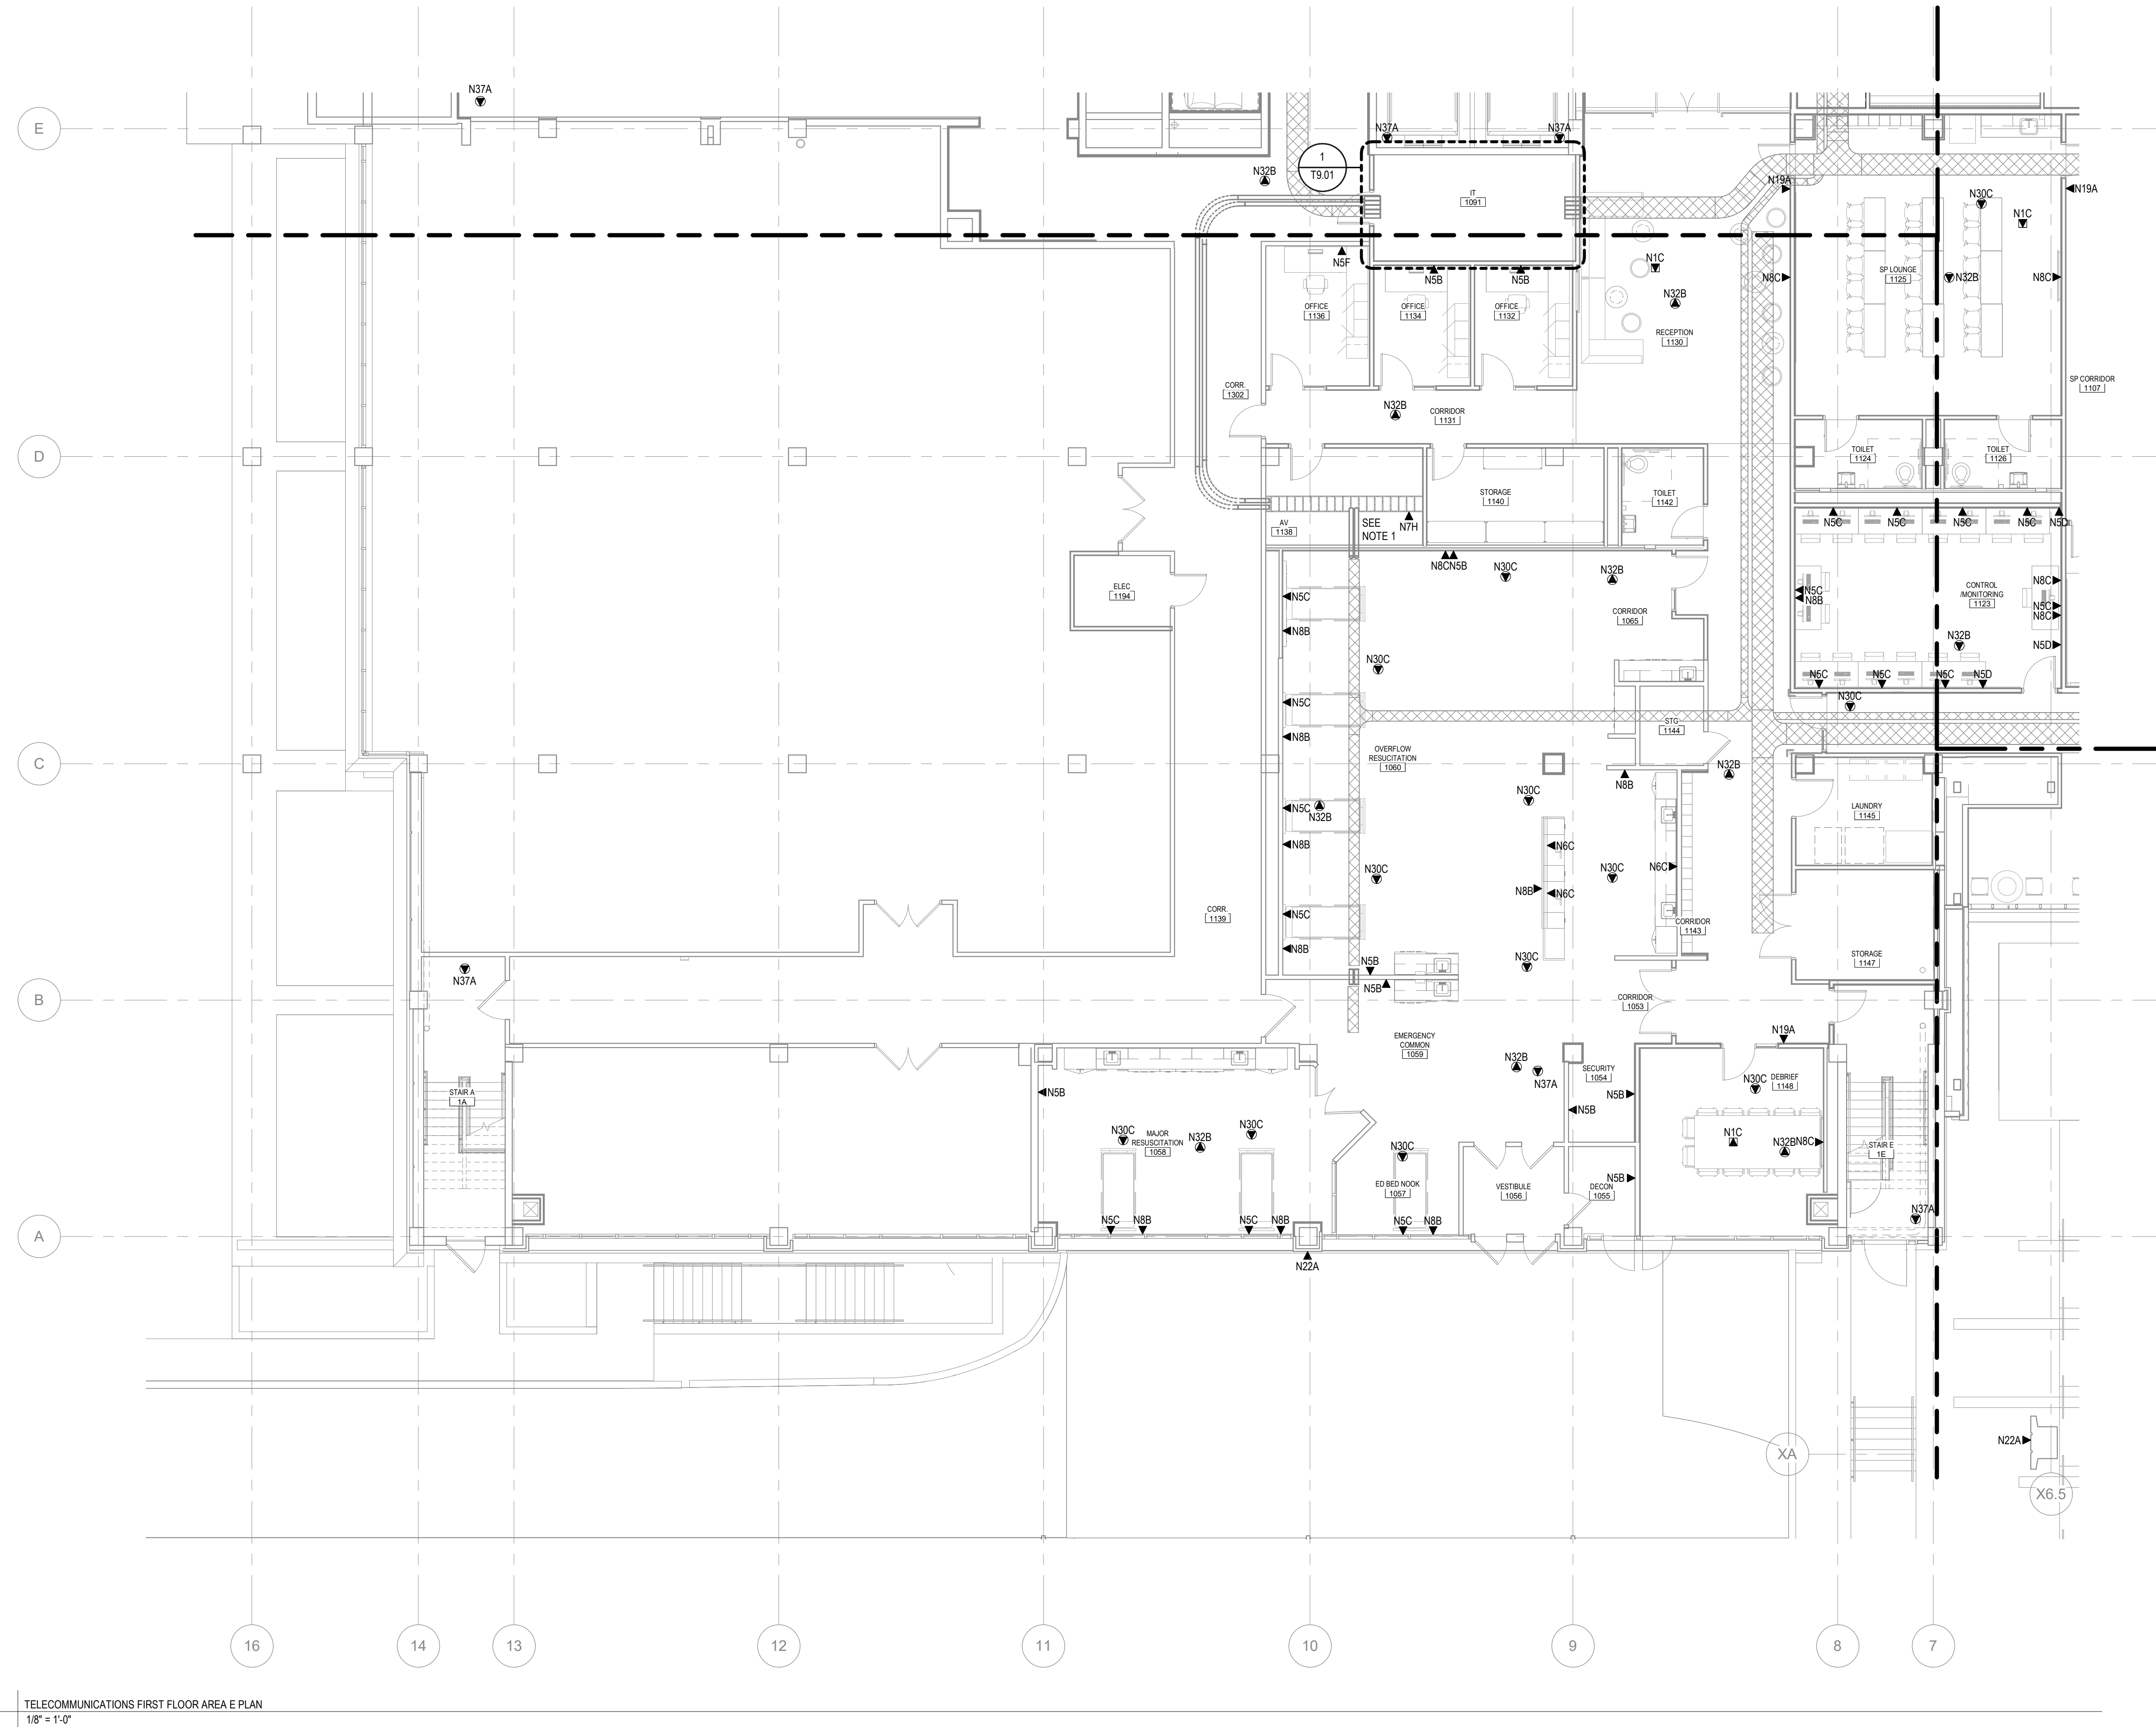 N37A
E
N37A
N37A
1
T9.01
N32B
IT
1091
N19A
N19A
N30C
N1C
N5F
N5B
N5B
N1C
N8C
SP LOUNGE
1125
N32B
N8C
N32B
OFFICE
1136
OFFICE
1134
OFFICE
1132
RECEPTION
1130
SP CORRIDOR
1107
CORR.
1302
N32B
CORRIDOR
1131
D
TOILET
1124
TOILET
1126
STORAGE
1140
TOILET
1142
AV
1138
SEE
NOTE 1
N7H
N5C
N5C
N5C
N5C
N5D
N8C
N5B
N30C
N32B
ELEC
1194
N5C
N8B
CORRIDOR
1065
N5C
N8B
CONTROL
/MONITORING
1123
N8C
N5C
N8C
N32B
N5D
N30C
N5C
N5C
N5C
N5C
N5D
N30C
N8B
STG
1144
OVERFLOW
RESUCITATION
1060
C
N32B
N8B
N30C
N5C
N32B
LAUNDRY
1145
N8B
N6C
N6C
N30C
N30C
N8B
N6C
CORR.
1139
N5C
CORRIDOR
1143
N8B
N5B
N30C
STORAGE
1147
N37A
N5B
B
CORRIDOR
1053
N19A
EMERGENCY
COMMON
1059
N32B
N37A
SECURITY
1054
N30C
DEBRIEF
1148
STAIR A
1A
N5B
N5B
N5B
N30C
MAJOR
RESUSCITATION
1058
N32B
N30C
N30C
N1C
N32B
N8C
STAIR E
1E
ED BED NOOK
1057
VESTIBULE
1056
N5B
DECON
1055
N5C
N8B
N5C
N8B
N5C
N8B
N37A
A
N22A
XA
N22A
X6.5
16
14
13
12
11
10
9
8
7
TELECOMMUNICATIONS FIRST FLOOR AREA E PLAN
1/8" = 1'-0"